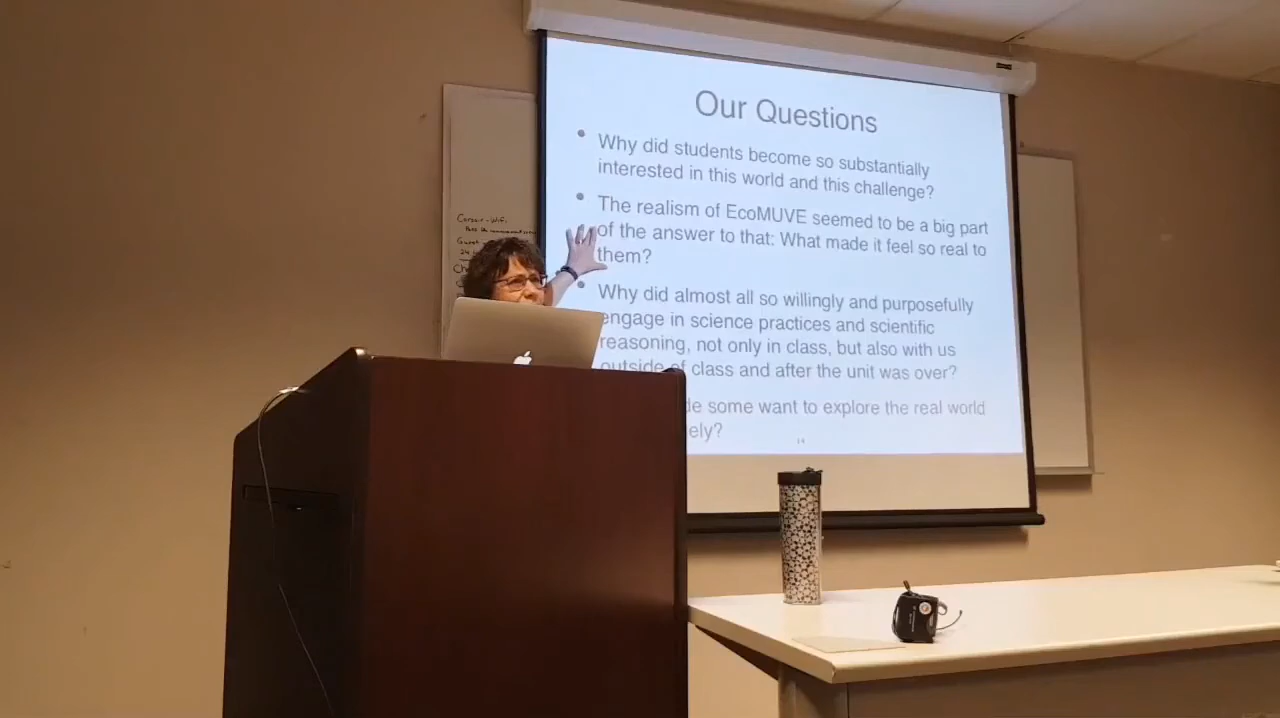 Our Questions
• Why did students become so substantially
interested in this world and this challenge?
• The realism of EcoMUVE seemed to be a big part
of the answer to that: What made it feel so real to
them?
• Why did almost all so willingly and purposefully
engage in science practices and scientific
reasoning, not only in class, but also with us
outside of class and after the unit was over?
de some want to explore the real world
ely?
14